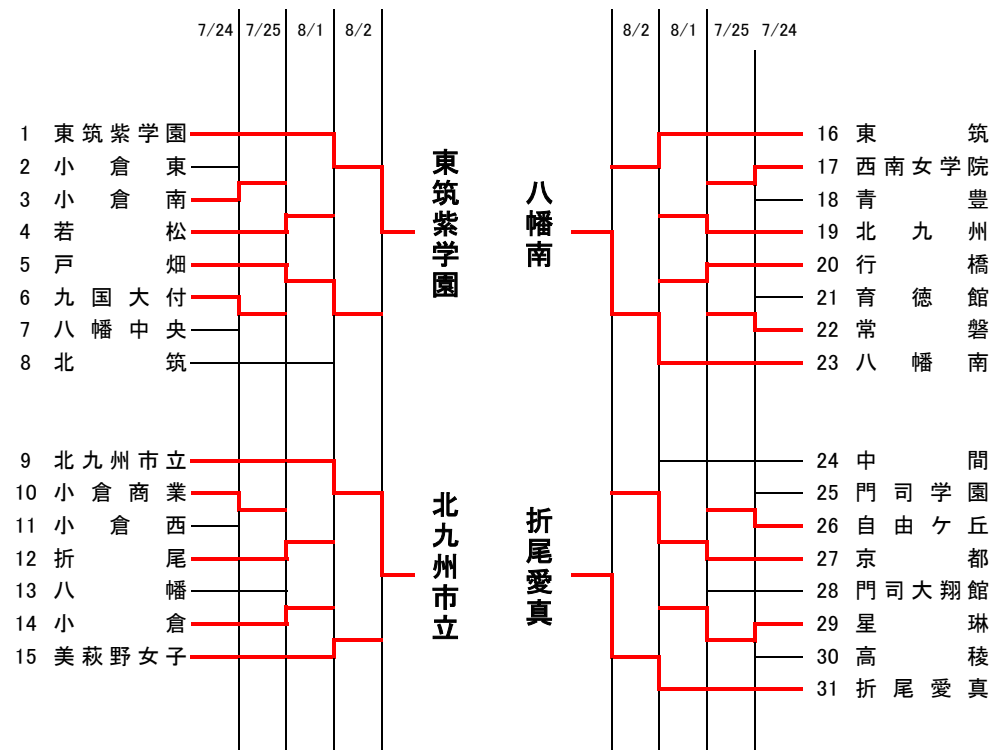 7/24 7/25 8/1 8/2
8/2 8/1 7/25 7/24
1 東筑紫学園
2 小倉東
3 小倉南
4 若松
5 戸畑
6 九国大付
7 八幡中央
8 北筑
東筑紫学園
9 北九州市立
10 小倉商業
11 小倉西
12 折尾
13 八幡
14 小倉
15 美萩野女子
北九州市立
八幡南
16 東筑
17 西南女学院
18 青豊
19 北九州
20 行橋
21 育徳館
22 常磐
23 八幡南
折尾愛真
24 中間
25 門司学園
26 自由ケ丘
27 京都
28 門司大翔館
29 星琳
30 高稜
31 折尾愛真